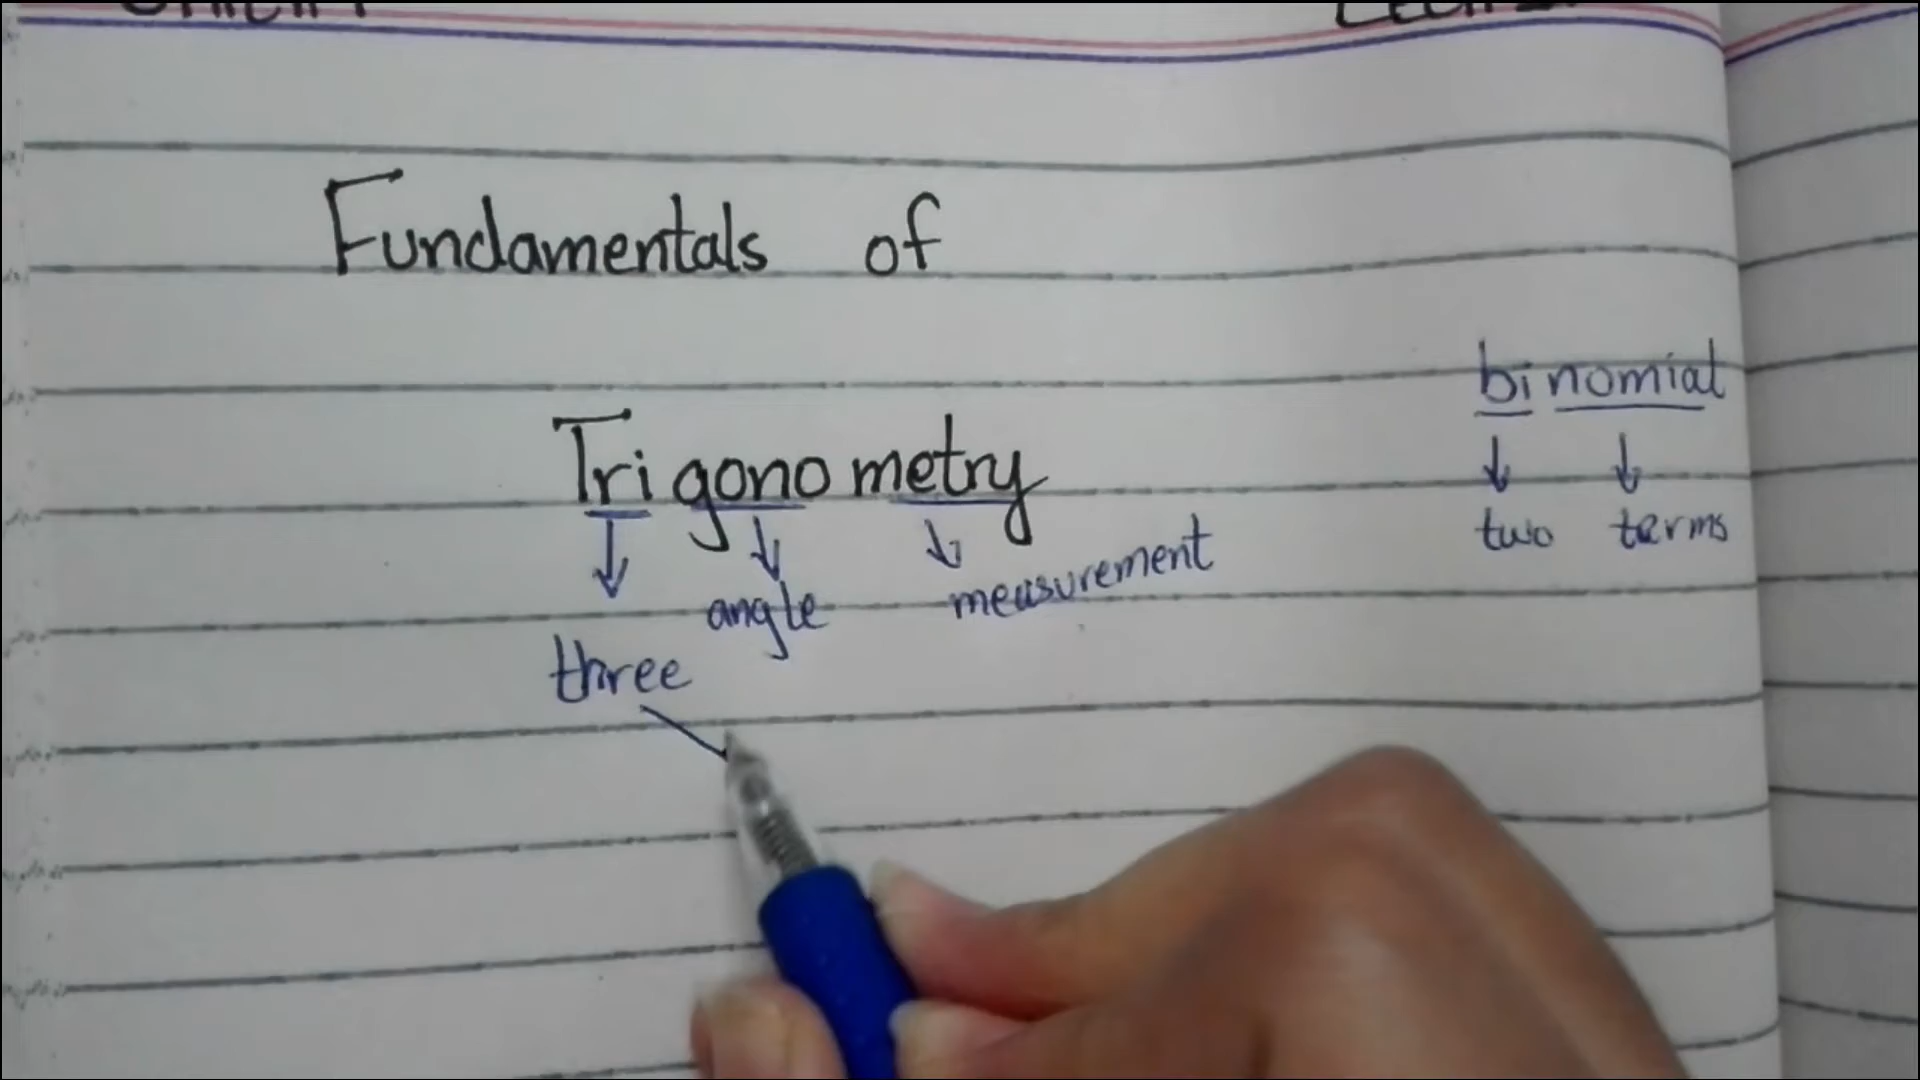 Fundamentals of
binomial
Trigonometry
two terms
angle measurement
three